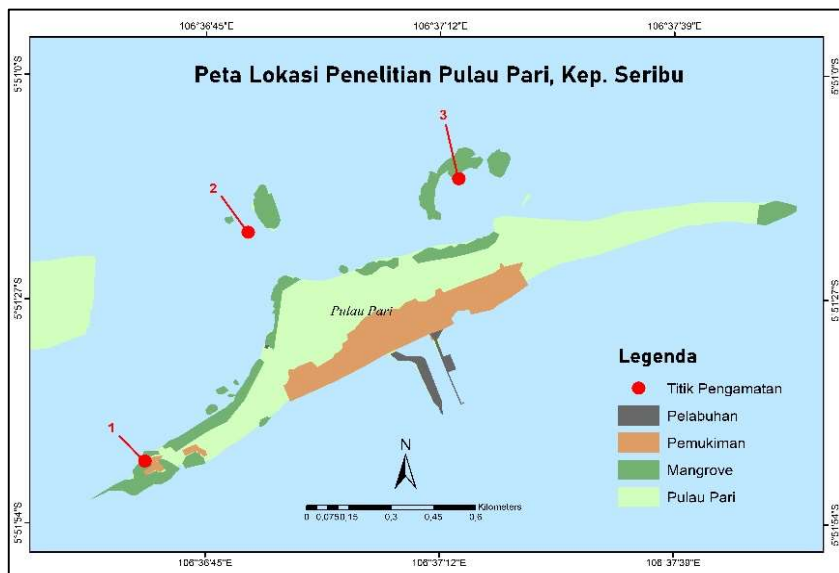 106°36'45"E 106°37'12"E 106°37'39"E
5°51'0"S 5°51'0"S
Peta Lokasi Penelitian Pulau Pari, Kep. Seribu
3
2
5°51'27"S 5°51'27"S
Pulau Pari
Legenda
Titik Pengamatan
Pelabuhan
Pemukiman
Mangrove
Pulau Pari
1
N
Kilometers
0 0,075 0,15 0,3 0,45 0,6
5°51'54"S 5°51'54"S
106°36'45"E 106°37'12"E 106°37'39"E